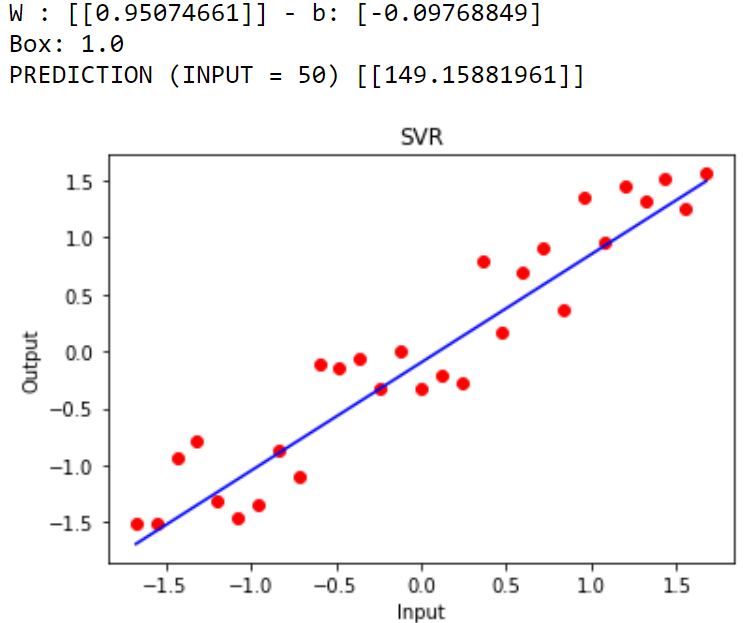 W : [[0.95074661]] - b: [-0.09768849]
Box: 1.0
PREDICTION (INPUT = 50) [[149.15881961]]
SVR
1.5
1.0
0.5
0.0
−0.5
−1.0
−1.5
Output
−1.5 −1.0 −0.5 0.0 0.5 1.0 1.5
Input